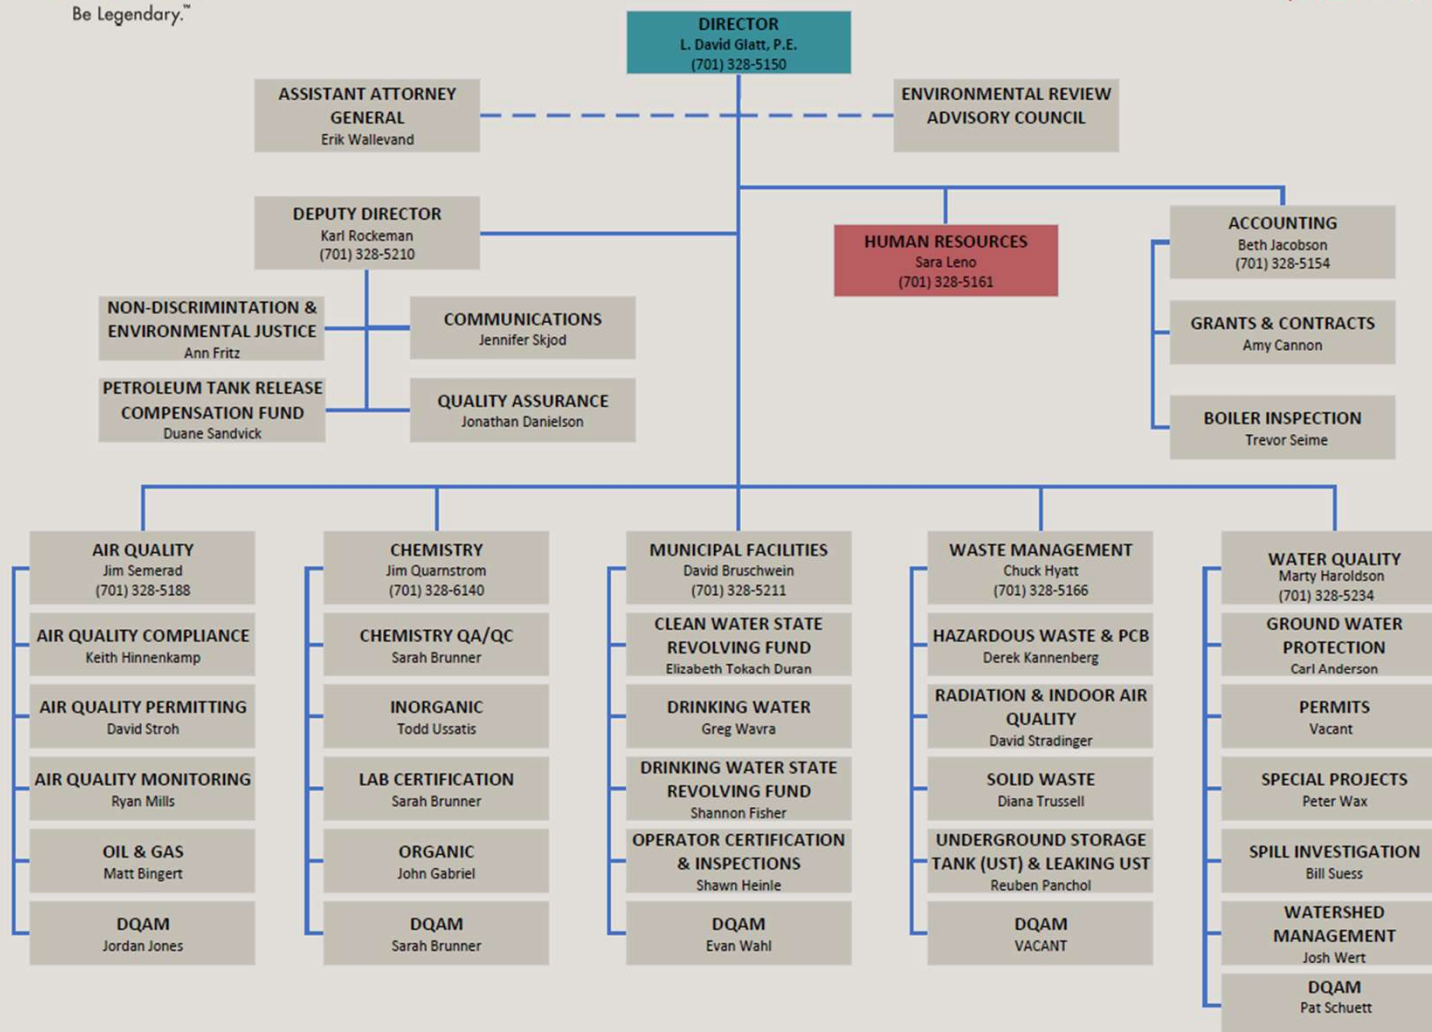 Be Legendary.™
DIRECTOR
L. David Glatt, P.E.
(701) 328-5150
ASSISTANT ATTORNEY
GENERAL
Erik Wallevand
ENVIRONMENTAL REVIEW
ADVISORY COUNCIL
DEPUTY DIRECTOR
Karl Rockeman
(701) 328-5210
HUMAN RESOURCES
Sara Leno
(701) 328-5161
ACCOUNTING
Beth Jacobson
(701) 328-5154
NON-DISCRIMINTATION &
ENVIRONMENTAL JUSTICE
Ann Fritz
COMMUNICATIONS
Jennifer Skjod
GRANTS & CONTRACTS
Amy Cannon
PETROLEUM TANK RELEASE
COMPENSATION FUND
Duane Sandvick
QUALITY ASSURANCE
Jonathan Danielson
BOILER INSPECTION
Trevor Seime
AIR QUALITY
Jim Semerad
(701) 328-5188
AIR QUALITY COMPLIANCE
Keith Hinnenkamp
AIR QUALITY PERMITTING
David Stroh
AIR QUALITY MONITORING
Ryan Mills
OIL & GAS
Matt Bingert
DQAM
Jordan Jones
CHEMISTRY
Jim Quarnstrom
(701) 328-6140
CHEMISTRY QA/QC
Sarah Brunner
INORGANIC
Todd Ussatis
LAB CERTIFICATION
Sarah Brunner
ORGANIC
John Gabriel
DQAM
Sarah Brunner
MUNICIPAL FACILITIES
David Bruschwein
(701) 328-5211
CLEAN WATER STATE
REVOLVING FUND
Elizabeth Tokach Duran
DRINKING WATER
Greg Wavra
DRINKING WATER STATE
REVOLVING FUND
Shannon Fisher
OPERATOR CERTIFICATION
& INSPECTIONS
Shawn Heinle
DQAM
Evan Wahl
WASTE MANAGEMENT
Chuck Hyatt
(701) 328-5166
HAZARDOUS WASTE & PCB
Derek Kannenberg
RADIATION & INDOOR AIR
QUALITY
David Stradinger
SOLID WASTE
Diana Trussell
UNDERGROUND STORAGE
TANK (UST) & LEAKING UST
Reuben Panchol
DQAM
VACANT
WATER QUALITY
Marty Haroldson
(701) 328-5234
GROUND WATER
PROTECTION
Carl Anderson
PERMITS
Vacant
SPECIAL PROJECTS
Peter Wax
SPILL INVESTIGATION
Bill Suess
WATERSHED
MANAGEMENT
Josh Wert
DQAM
Pat Schuett